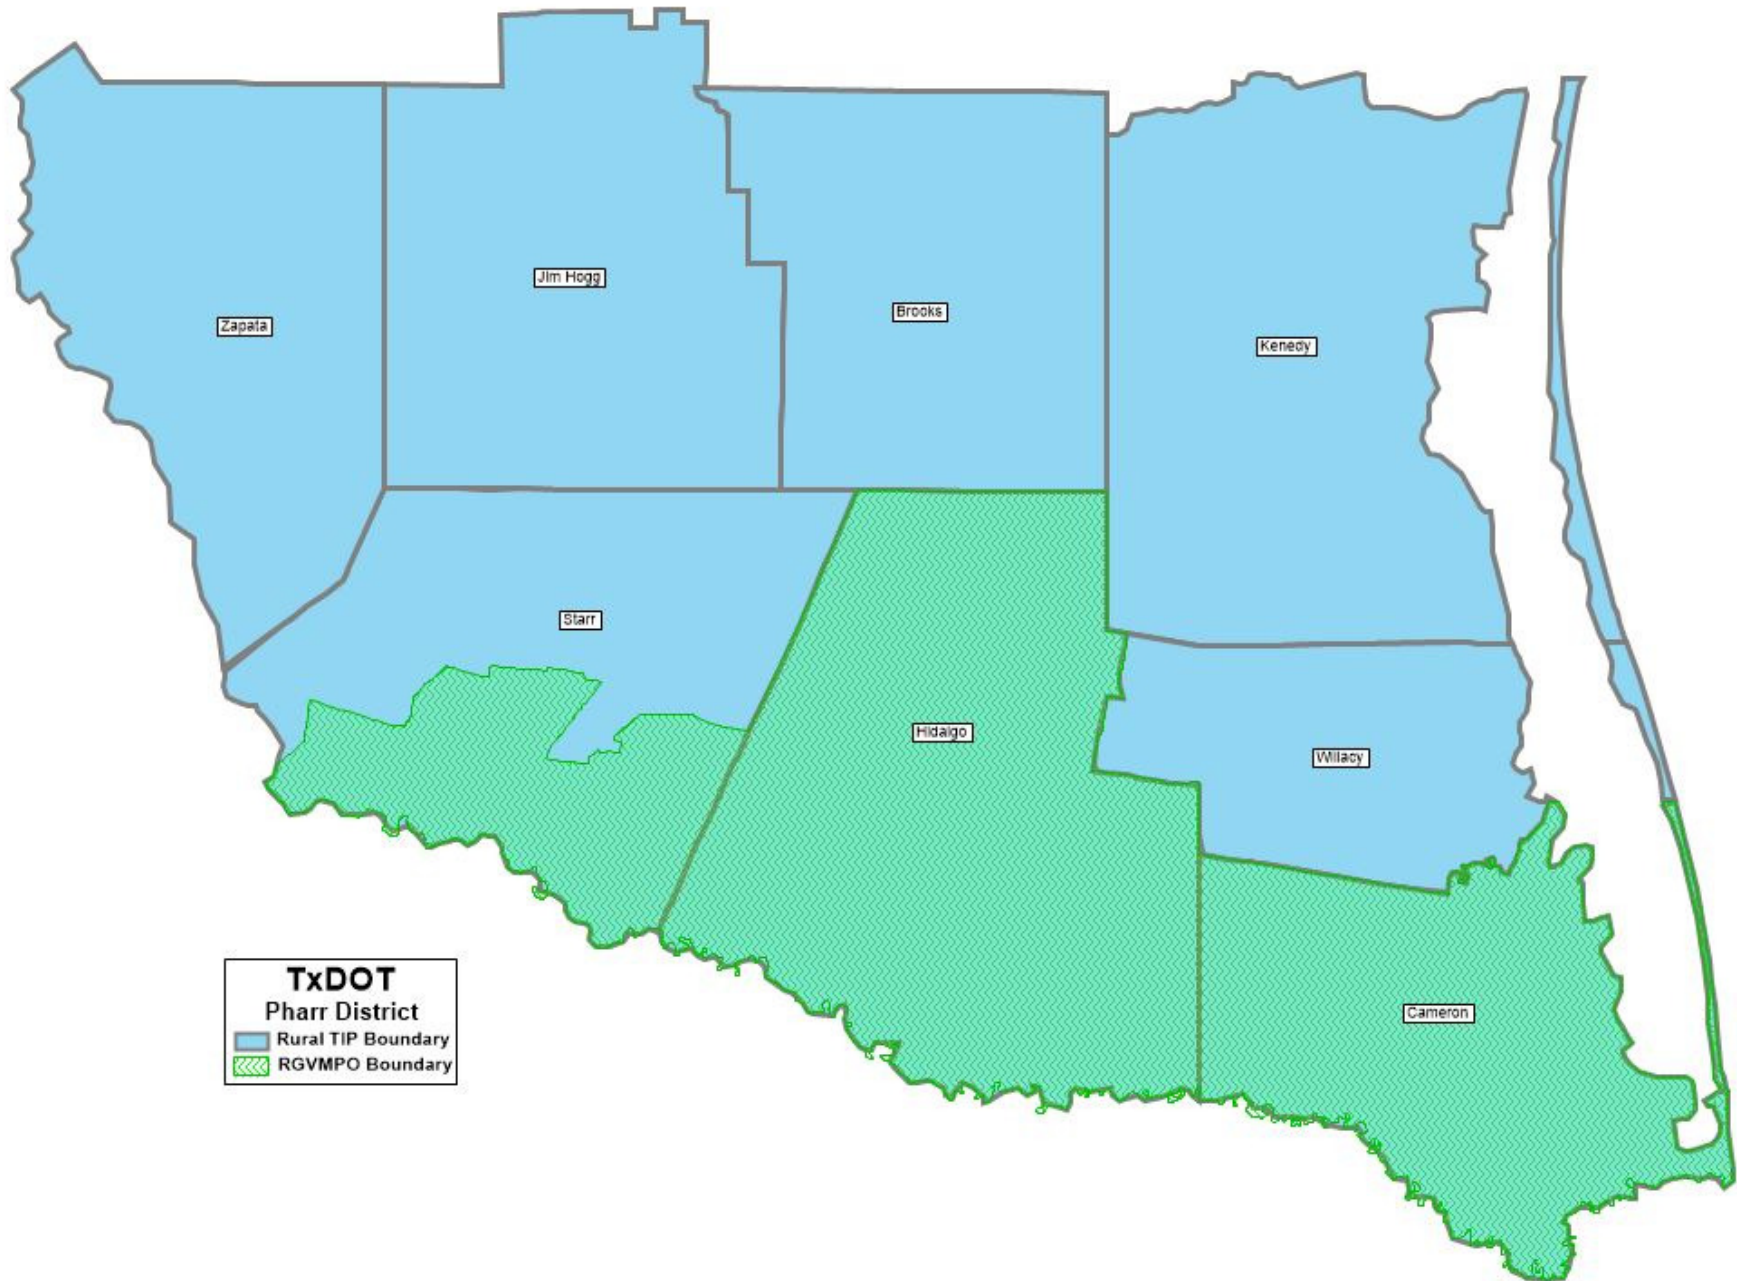 Jim Hogg
Brooks
Zapata
Kenedy
Starr
Hidalgo
Willacy
Cameron
TxDOT
Pharr District
Rural TIP Boundary
RGVMPO Boundary